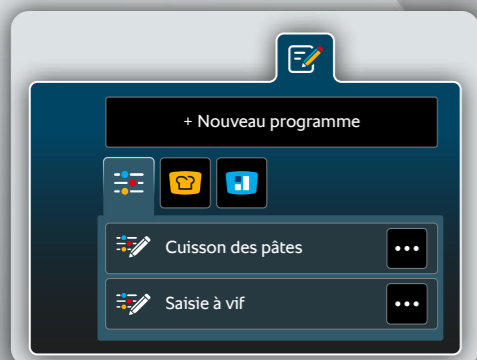 + Nouveau programme
Cuisson des pâtes
Saisie à vif